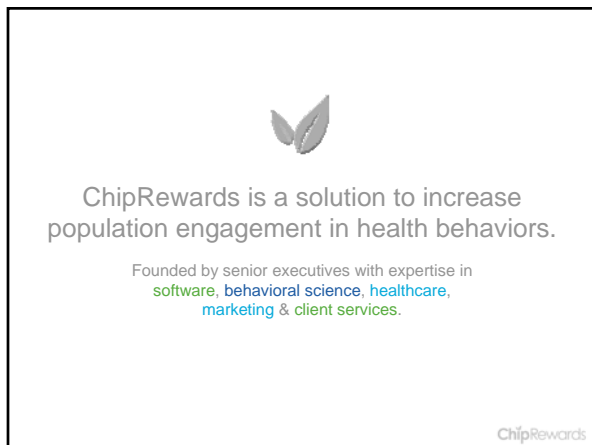 ChipRewards is a solution to increase
population engagement in health behaviors.
Founded by senior executives with expertise in
software, behavioral science, healthcare,
marketing & client services.
ChipRewards